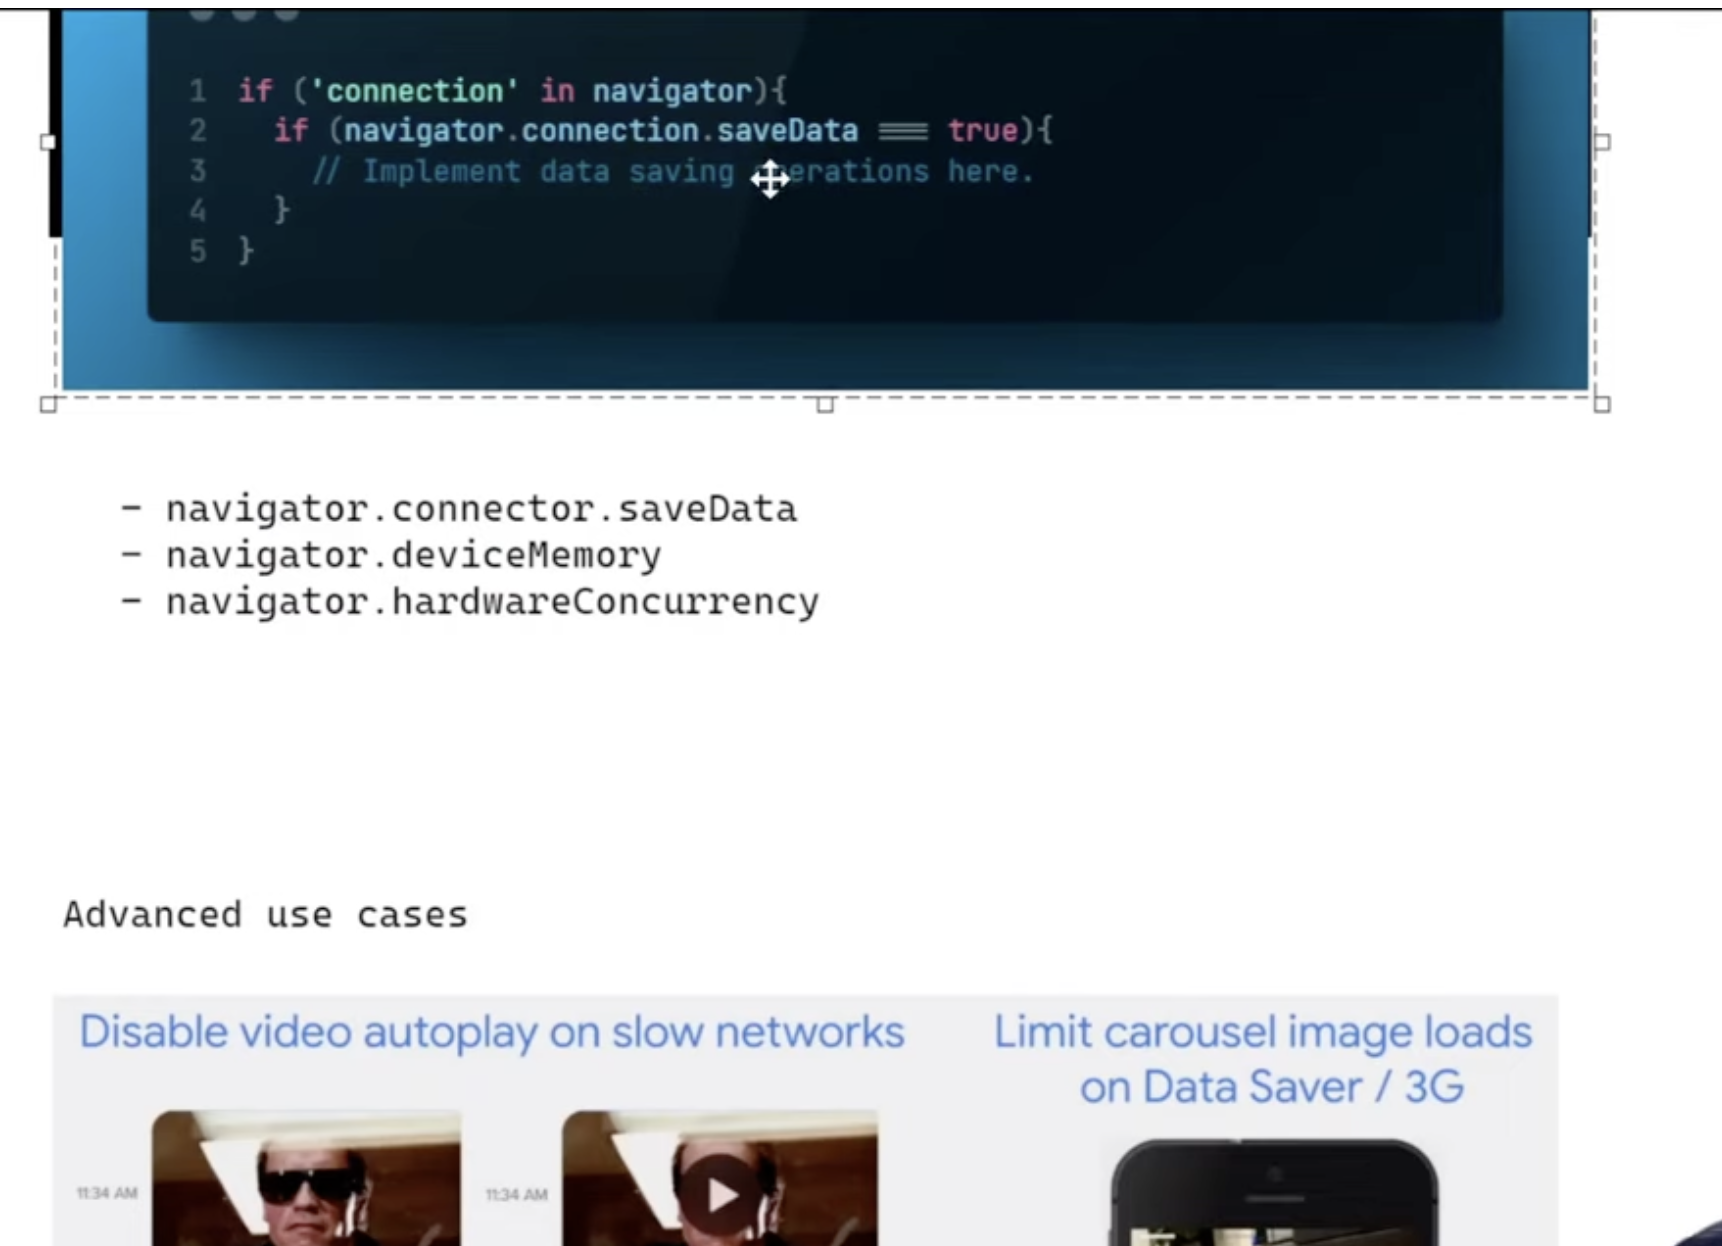 1 if ('connection' in navigator){
2 if (navigator.connection.saveData === true){
3 // Implement data saving erations here.
4 }
5 }
- navigator.connector.saveData
- navigator.deviceMemory
- navigator.hardwareConcurrency
Advanced use cases
Disable video autoplay on slow networks
Limit carousel image loads
on Data Saver / 3G
11:34 AM
11:34 AM